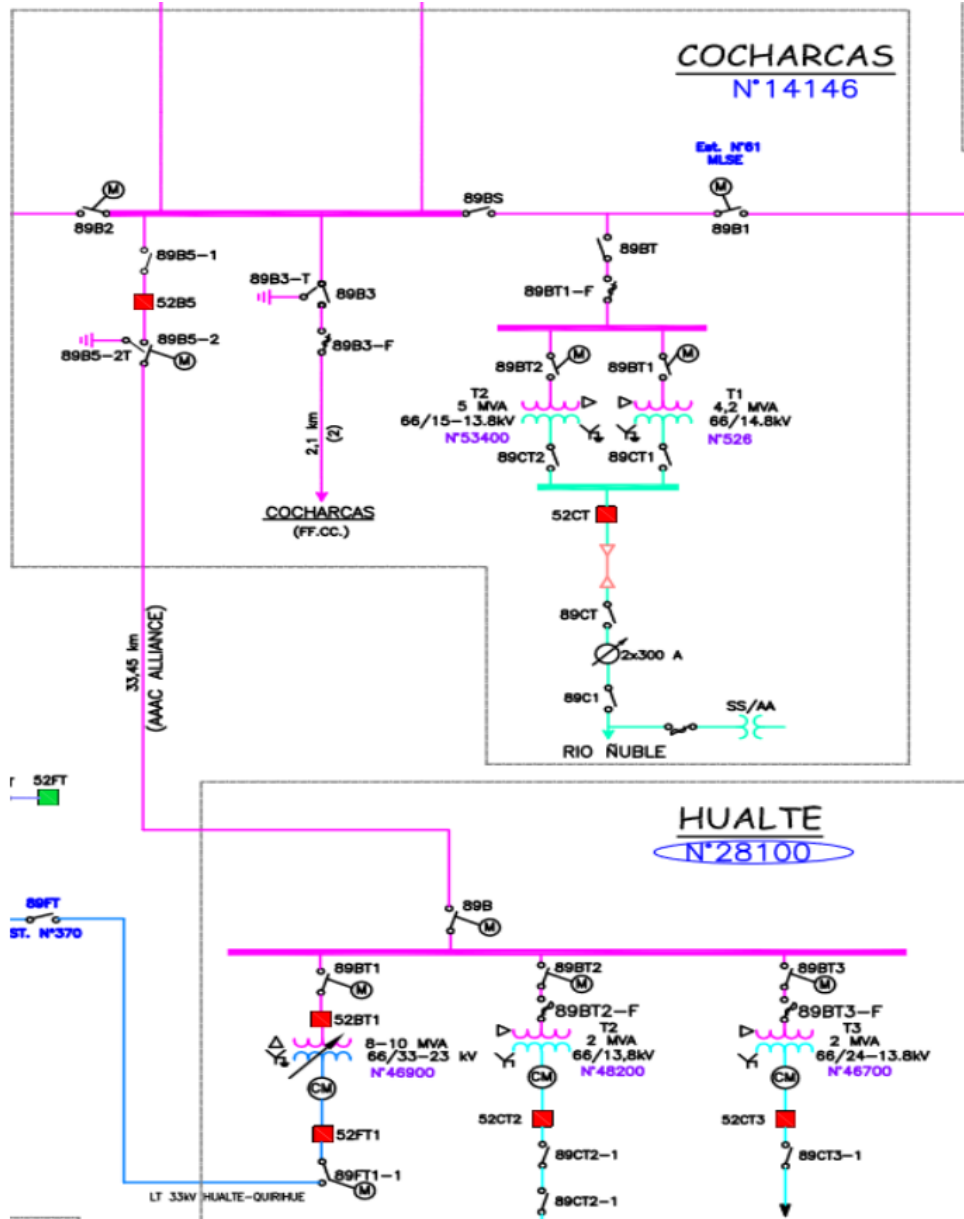 COCHARCAS
N°14146
Est. N°61
MLSE
M
M
89B2
89BS
89B1
89B5-1
89BT
89B3-T
89B3
52B5
89BT1-F
89B5-2
89B5-2T
M
89B3-F
89BT2
M
89BT1
M
T2
5 MVA
66/15-13.8kV
N°53400
T1
4,2 MVA
66/14.8kV
N°526
2,1 km
(2)
89CT2
89CT1
COCHARCAS
(FF.CC.)
52CT
33,45 km
(AAAC ALLIANCE)
89CT
2x300 A
89C1
SS/AA
RIO ÑUBLE
T
52FT
HUALTE
N°28100
89FT
ST. N°370
89B
M
89BT1
M
89BT2
M
89BT3
M
52BT1
89BT2-F
89BT3-F
8-10 MVA
66/33-23 kV
N°46900
T2
2 MVA
66/13,8kV
N°48200
T3
2 MVA
66/24-13.8kV
N°46700
CM
CM
CM
52FT1
52CT2
52CT3
89FT1-1
M
89CT2-1
89CT3-1
LT 33kV HUALTE-QUIRIHUE
89CT2-1